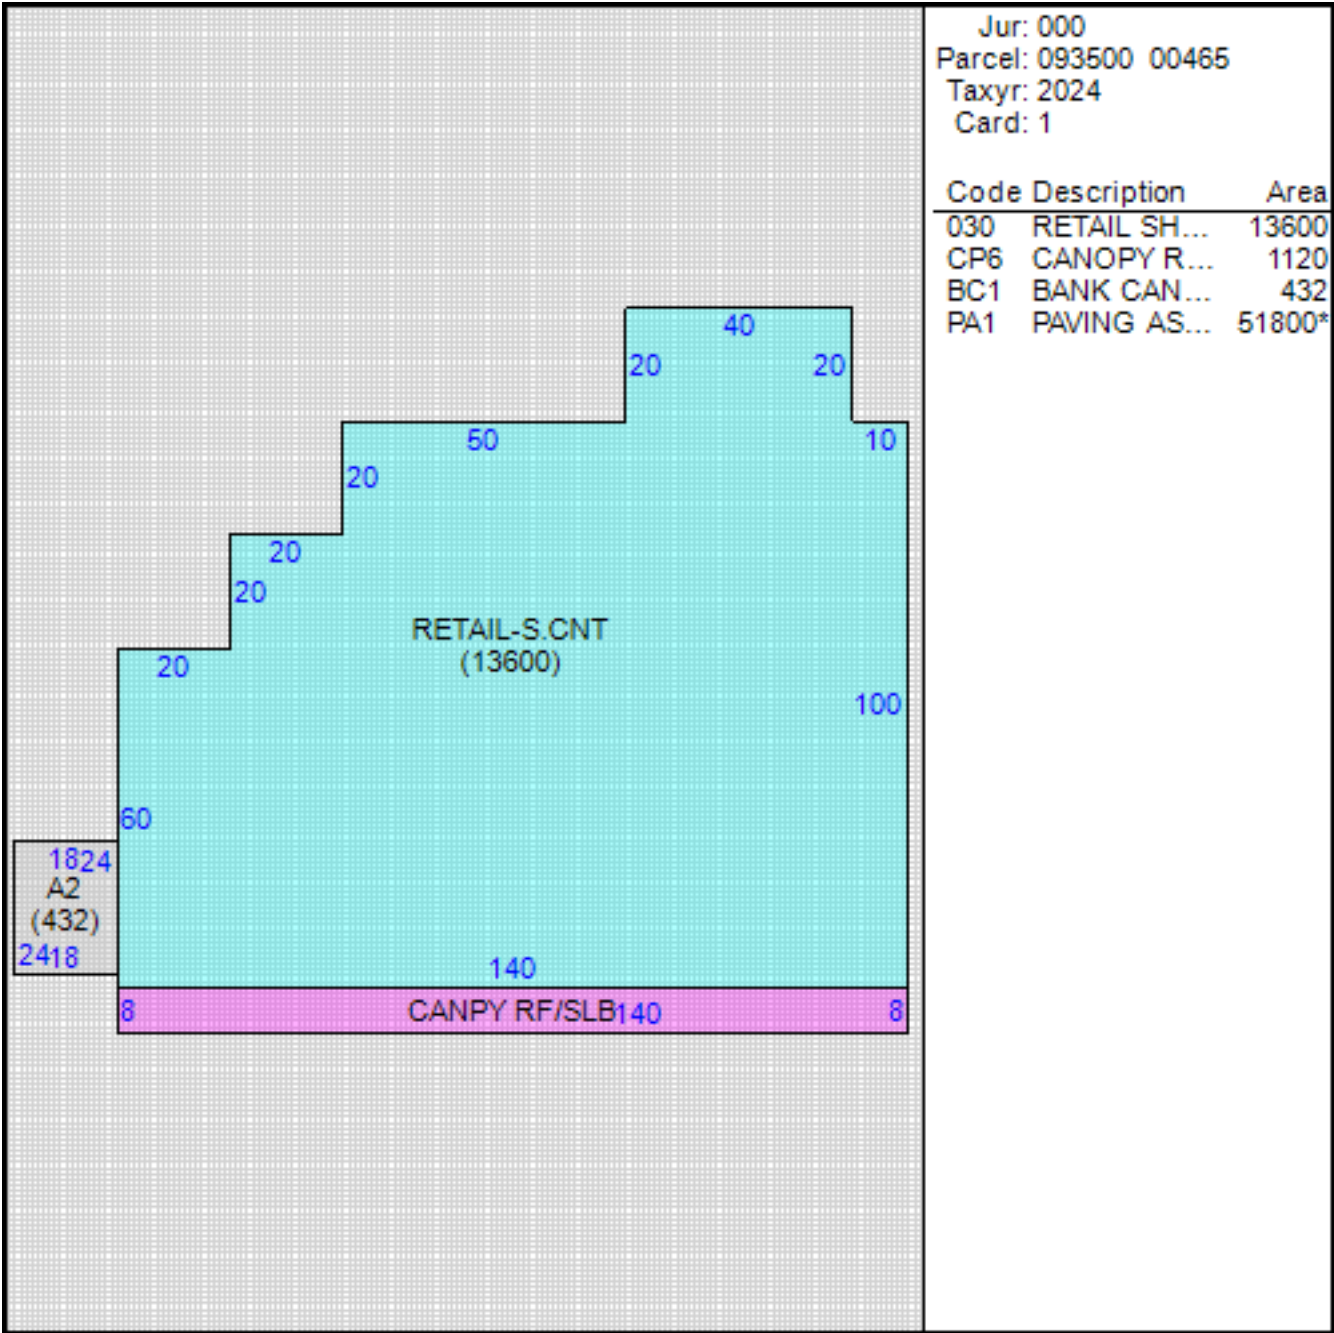 Jur: 000
Parcel: 093500 00465
Taxyr: 2024
Card: 1
Code Description Area
030 RETAIL SH... 13600
CP6 CANOPY R... 1120
BC1 BANK CAN... 432
PA1 PAVING AS... 51800*
40
20 20
50 10
20
20
20
RETAIL-S.CNT
(13600)
20
100
60
1824
A2
(432)
2418
140
8 CANPY RF/SLB140 8